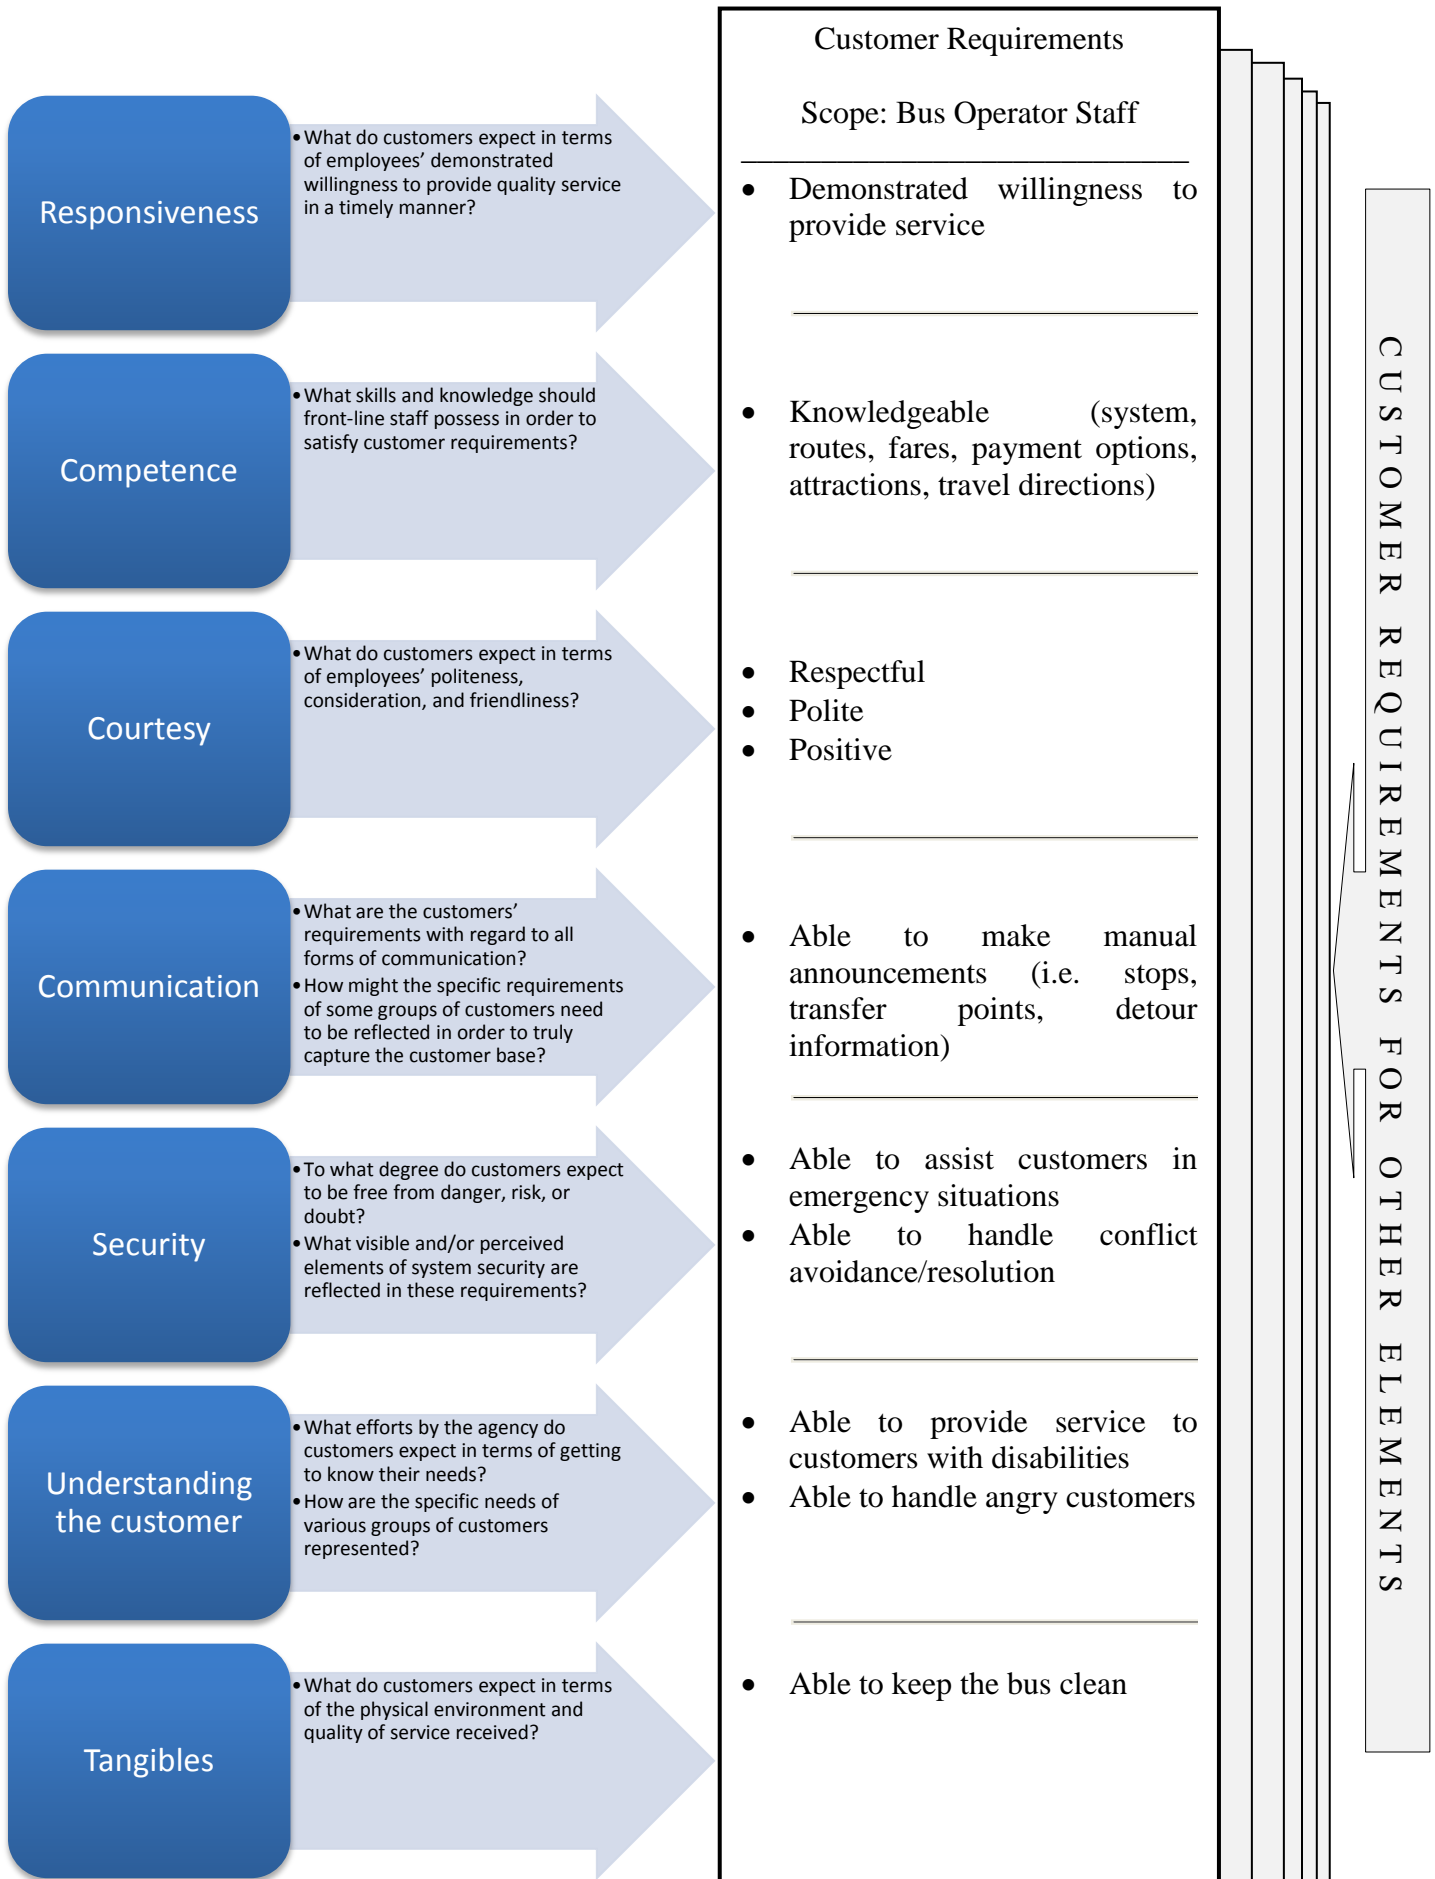 Customer Requirements
Scope: Bus Operator Staff
Responsiveness
•What do customers expect in terms
of employees’ demonstrated
willingness to provide quality service
in a timely manner?
• Demonstrated willingness to
provide service
Competence
•What skills and knowledge should
front-line staff possess in order to
satisfy customer requirements?
• Knowledgeable (system,
routes, fares, payment options,
attractions, travel directions)
Courtesy
•What do customers expect in terms
of employees’ politeness,
consideration, and friendliness?
• Respectful
• Polite
• Positive
Communication
•What are the customers’
requirements with regard to all
forms of communication?
•How might the specific requirements
of some groups of customers need
to be reflected in order to truly
capture the customer base?
• Able to make manual
announcements (i.e. stops,
transfer points, detour
information)
Security
•To what degree do customers expect
to be free from danger, risk, or
doubt?
•What visible and/or perceived
elements of system security are
reflected in these requirements?
• Able to assist customers in
emergency situations
• Able to handle conflict
avoidance/resolution
Understanding
the customer
•What efforts by the agency do
customers expect in terms of getting
to know their needs?
•How are the specific needs of
various groups of customers
represented?
• Able to provide service to
customers with disabilities
• Able to handle angry customers
Tangibles
•What do customers expect in terms
of the physical environment and
quality of service received?
• Able to keep the bus clean
CUSTOMER REQUIREMENTS FOR OTHER ELEMENTS